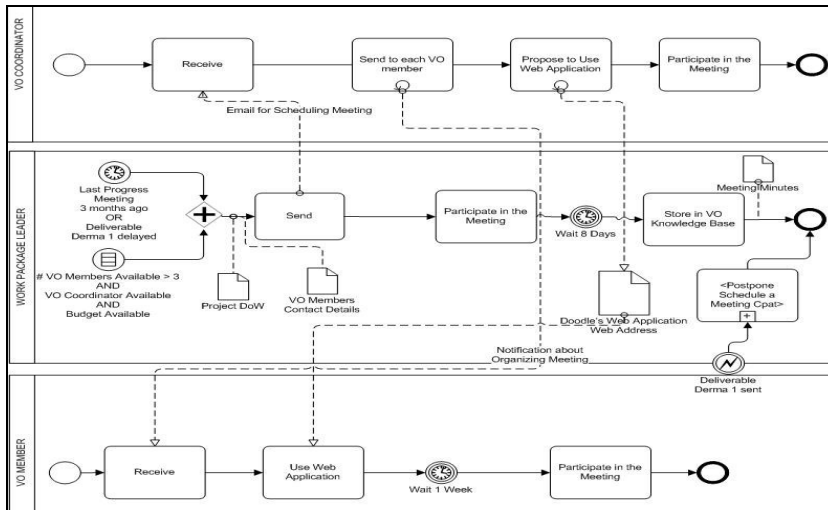 VO COORDINATOR
Receive
Send to each VO
member
Propose to Use
Web Application
Participate in the
Meeting
Email for Scheduling Meeting
WORK PACKAGE LEADER
Last Progress
Meeting
3 months ago
OR
Deliverable
Derma 1 delayed
# VO Members Available > 3
AND
VO Coordinator Available
AND
Budget Available
Project DoW
Send
VO Members
Contact Details
Participate in the
Meeting
Wait 8 Days
Store in VO
Knowledge Base
Meeting Minutes
Doodle's Web Application
Web Address
<Postpone
Schedule a
Meeting Cpat>
Notification about
Organizing Meeting
Deliverable
Derma 1 sent
VO MEMBER
Receive
Use Web
Application
Wait 1 Week
Participate in the
Meeting